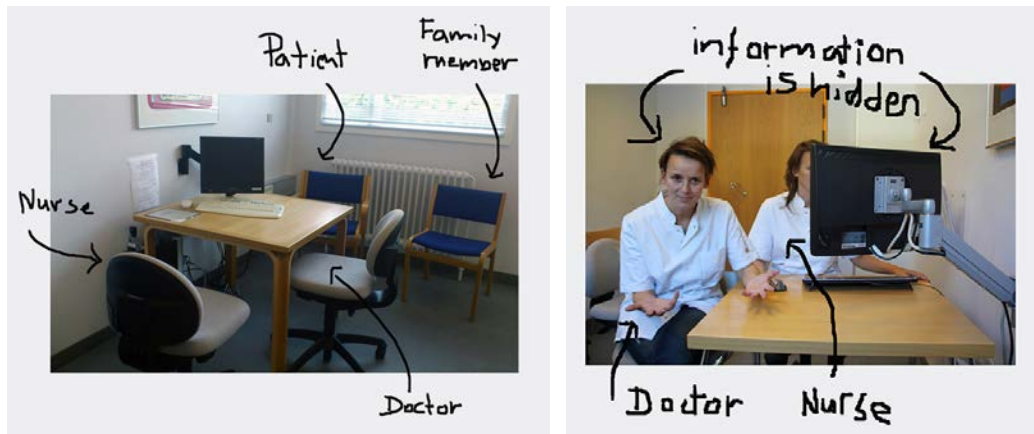 Patient
Family
member
Nurse
Doctor
information
is hidden
Doctor
Nurse